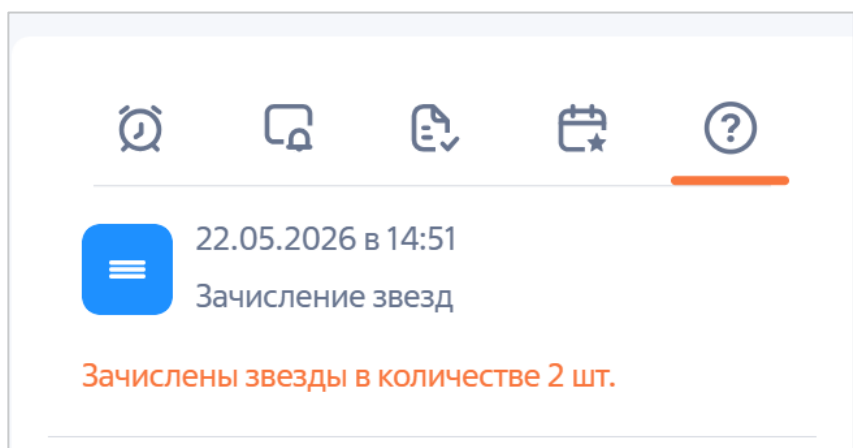 22.05.2026 в 14:51
Зачисление звезд
Зачислены звезды в количестве 2 шт.